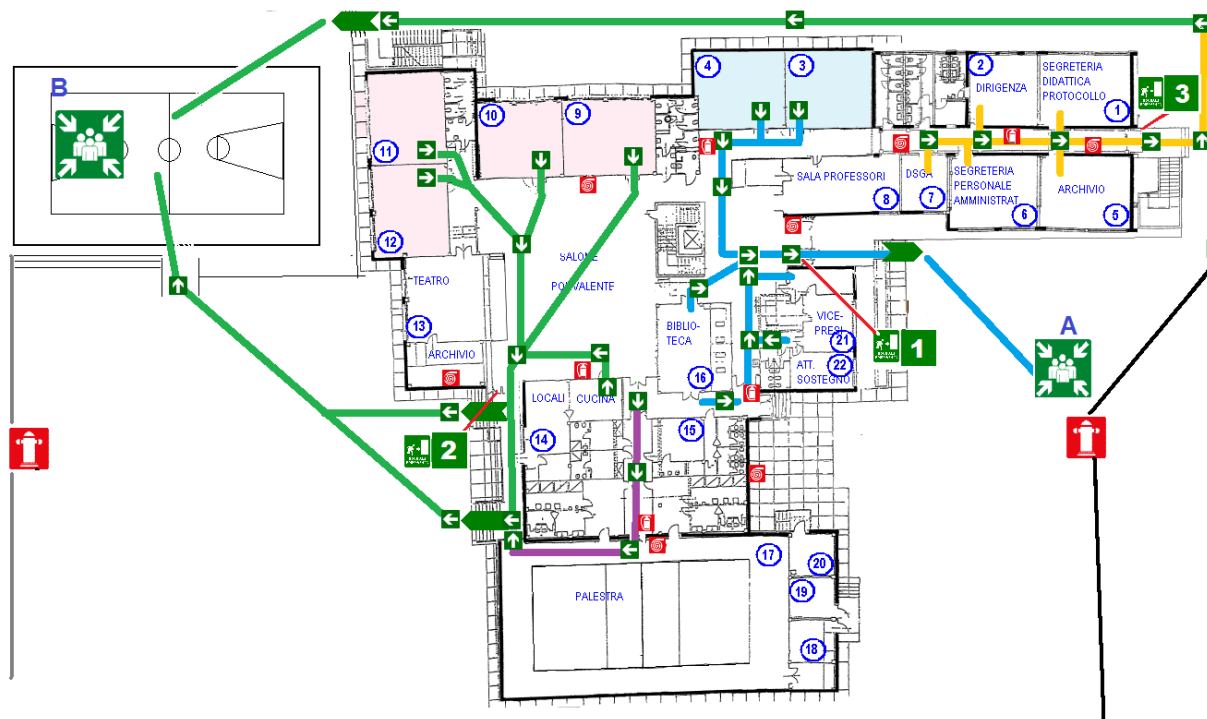 B
4
3
2
DIRIGENZA
SEGRETERIA
DIDATTICA
PROTOCOLLO
1
3
10
9
11
12
SALA PROFESSORI
8
DSGA
7
SEGRETERIA
PERSONALE
AMMINISTRAT.
6
ARCHIVIO
5
TEATRO
13
ARCHIVIO
SALONE
POLIVALENTE
BIBLIO-
TECA
16
VICE-
PRESI
21
ATT.
SOSTEGNO
22
1
A
LOCALI
CUCINA
14
15
2
17
20
19
18
PALESTRA